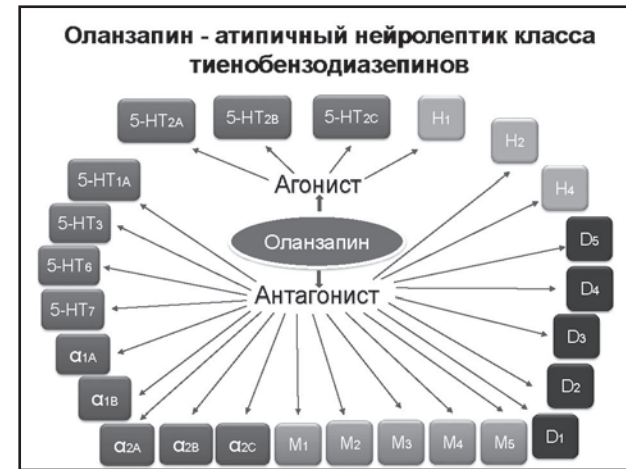 Оланзапин - атипичный нейролептик класса
тиенобензодиазепинов
5-HT2A
5-HT2B
5-HT2C
H1
H2
H4
5-HT1A
5-HT3
5-HT6
5-HT7
Агонист
Оланзапин
Антагонист
D5
D4
D3
D2
D1
α1A
α1B
α2A
α2B
α2C
M1
M2
M3
M4
M5